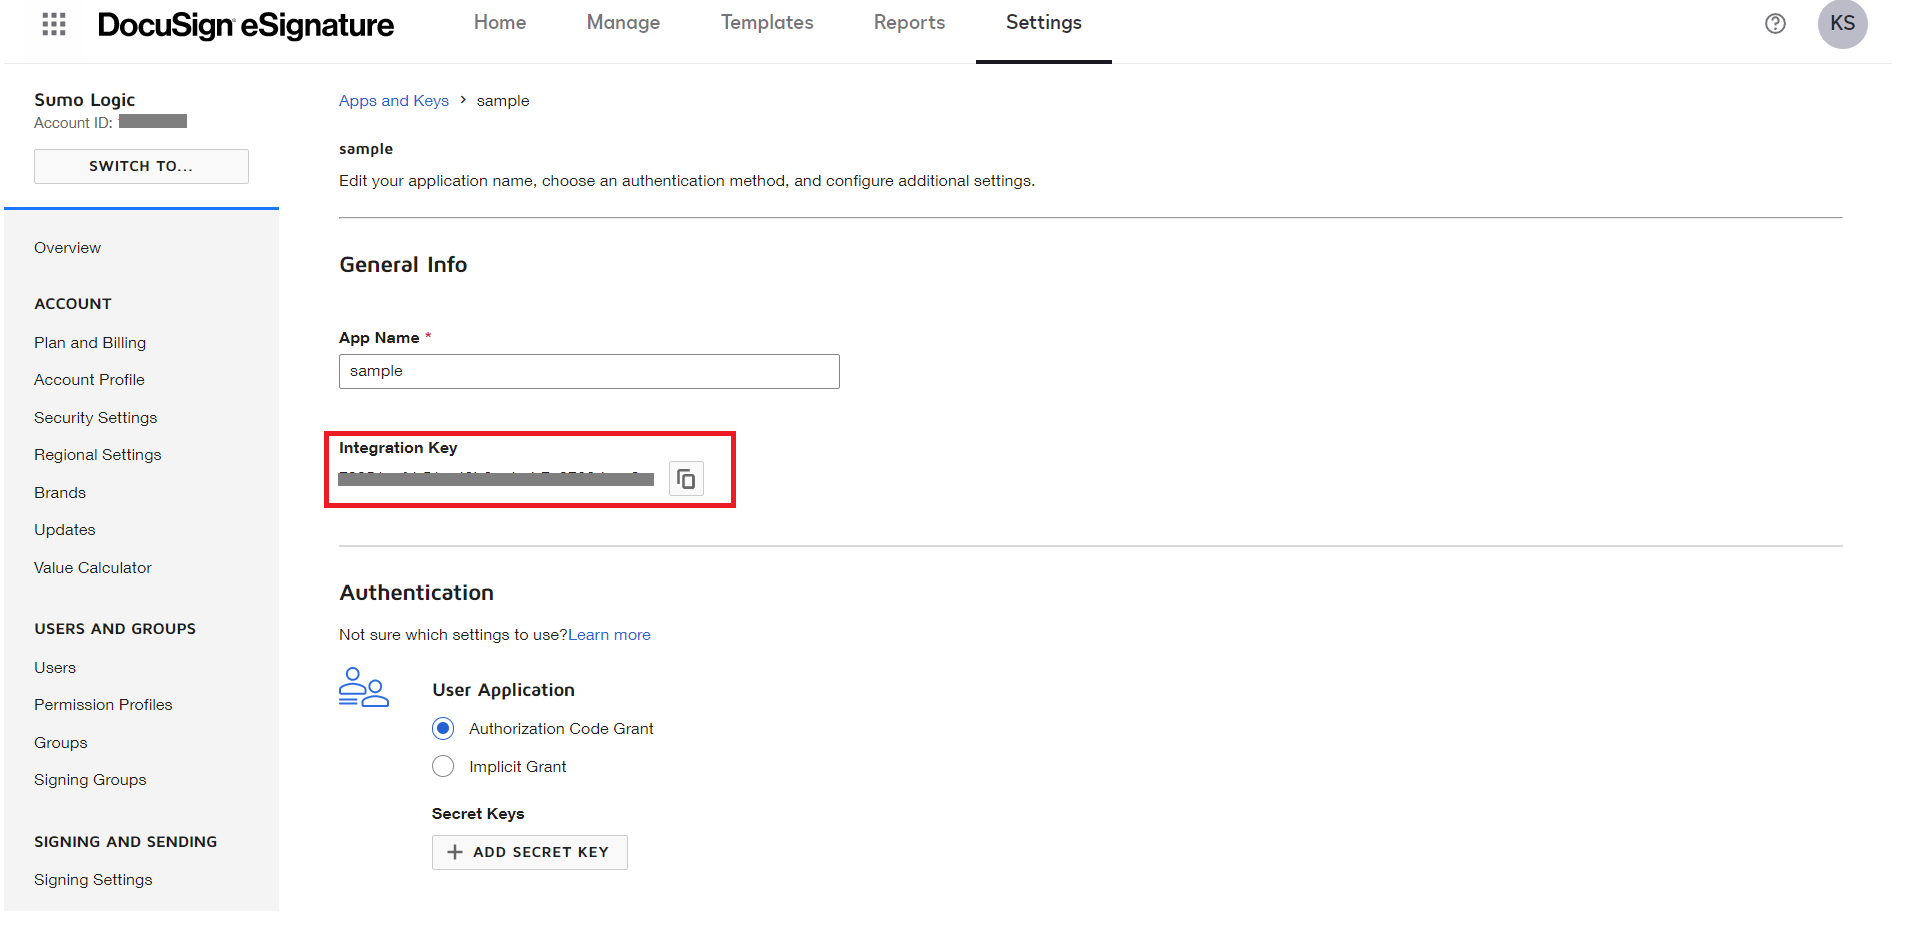 DocuSign eSignature
Home
Manage
Templates
Reports
Settings
KS
Sumo Logic
Account ID:
SWITCH TO...
Overview
ACCOUNT
Plan and Billing
Account Profile
Security Settings
Regional Settings
Brands
Updates
Value Calculator
USERS AND GROUPS
Users
Permission Profiles
Groups
Signing Groups
SIGNING AND SENDING
Signing Settings
Apps and Keys > sample
sample
Edit your application name, choose an authentication method, and configure additional settings.
General Info
App Name *
sample
Integration Key
Authentication
Not sure which settings to use?Learn more
User Application
Authorization Code Grant
Implicit Grant
Secret Keys
+ ADD SECRET KEY